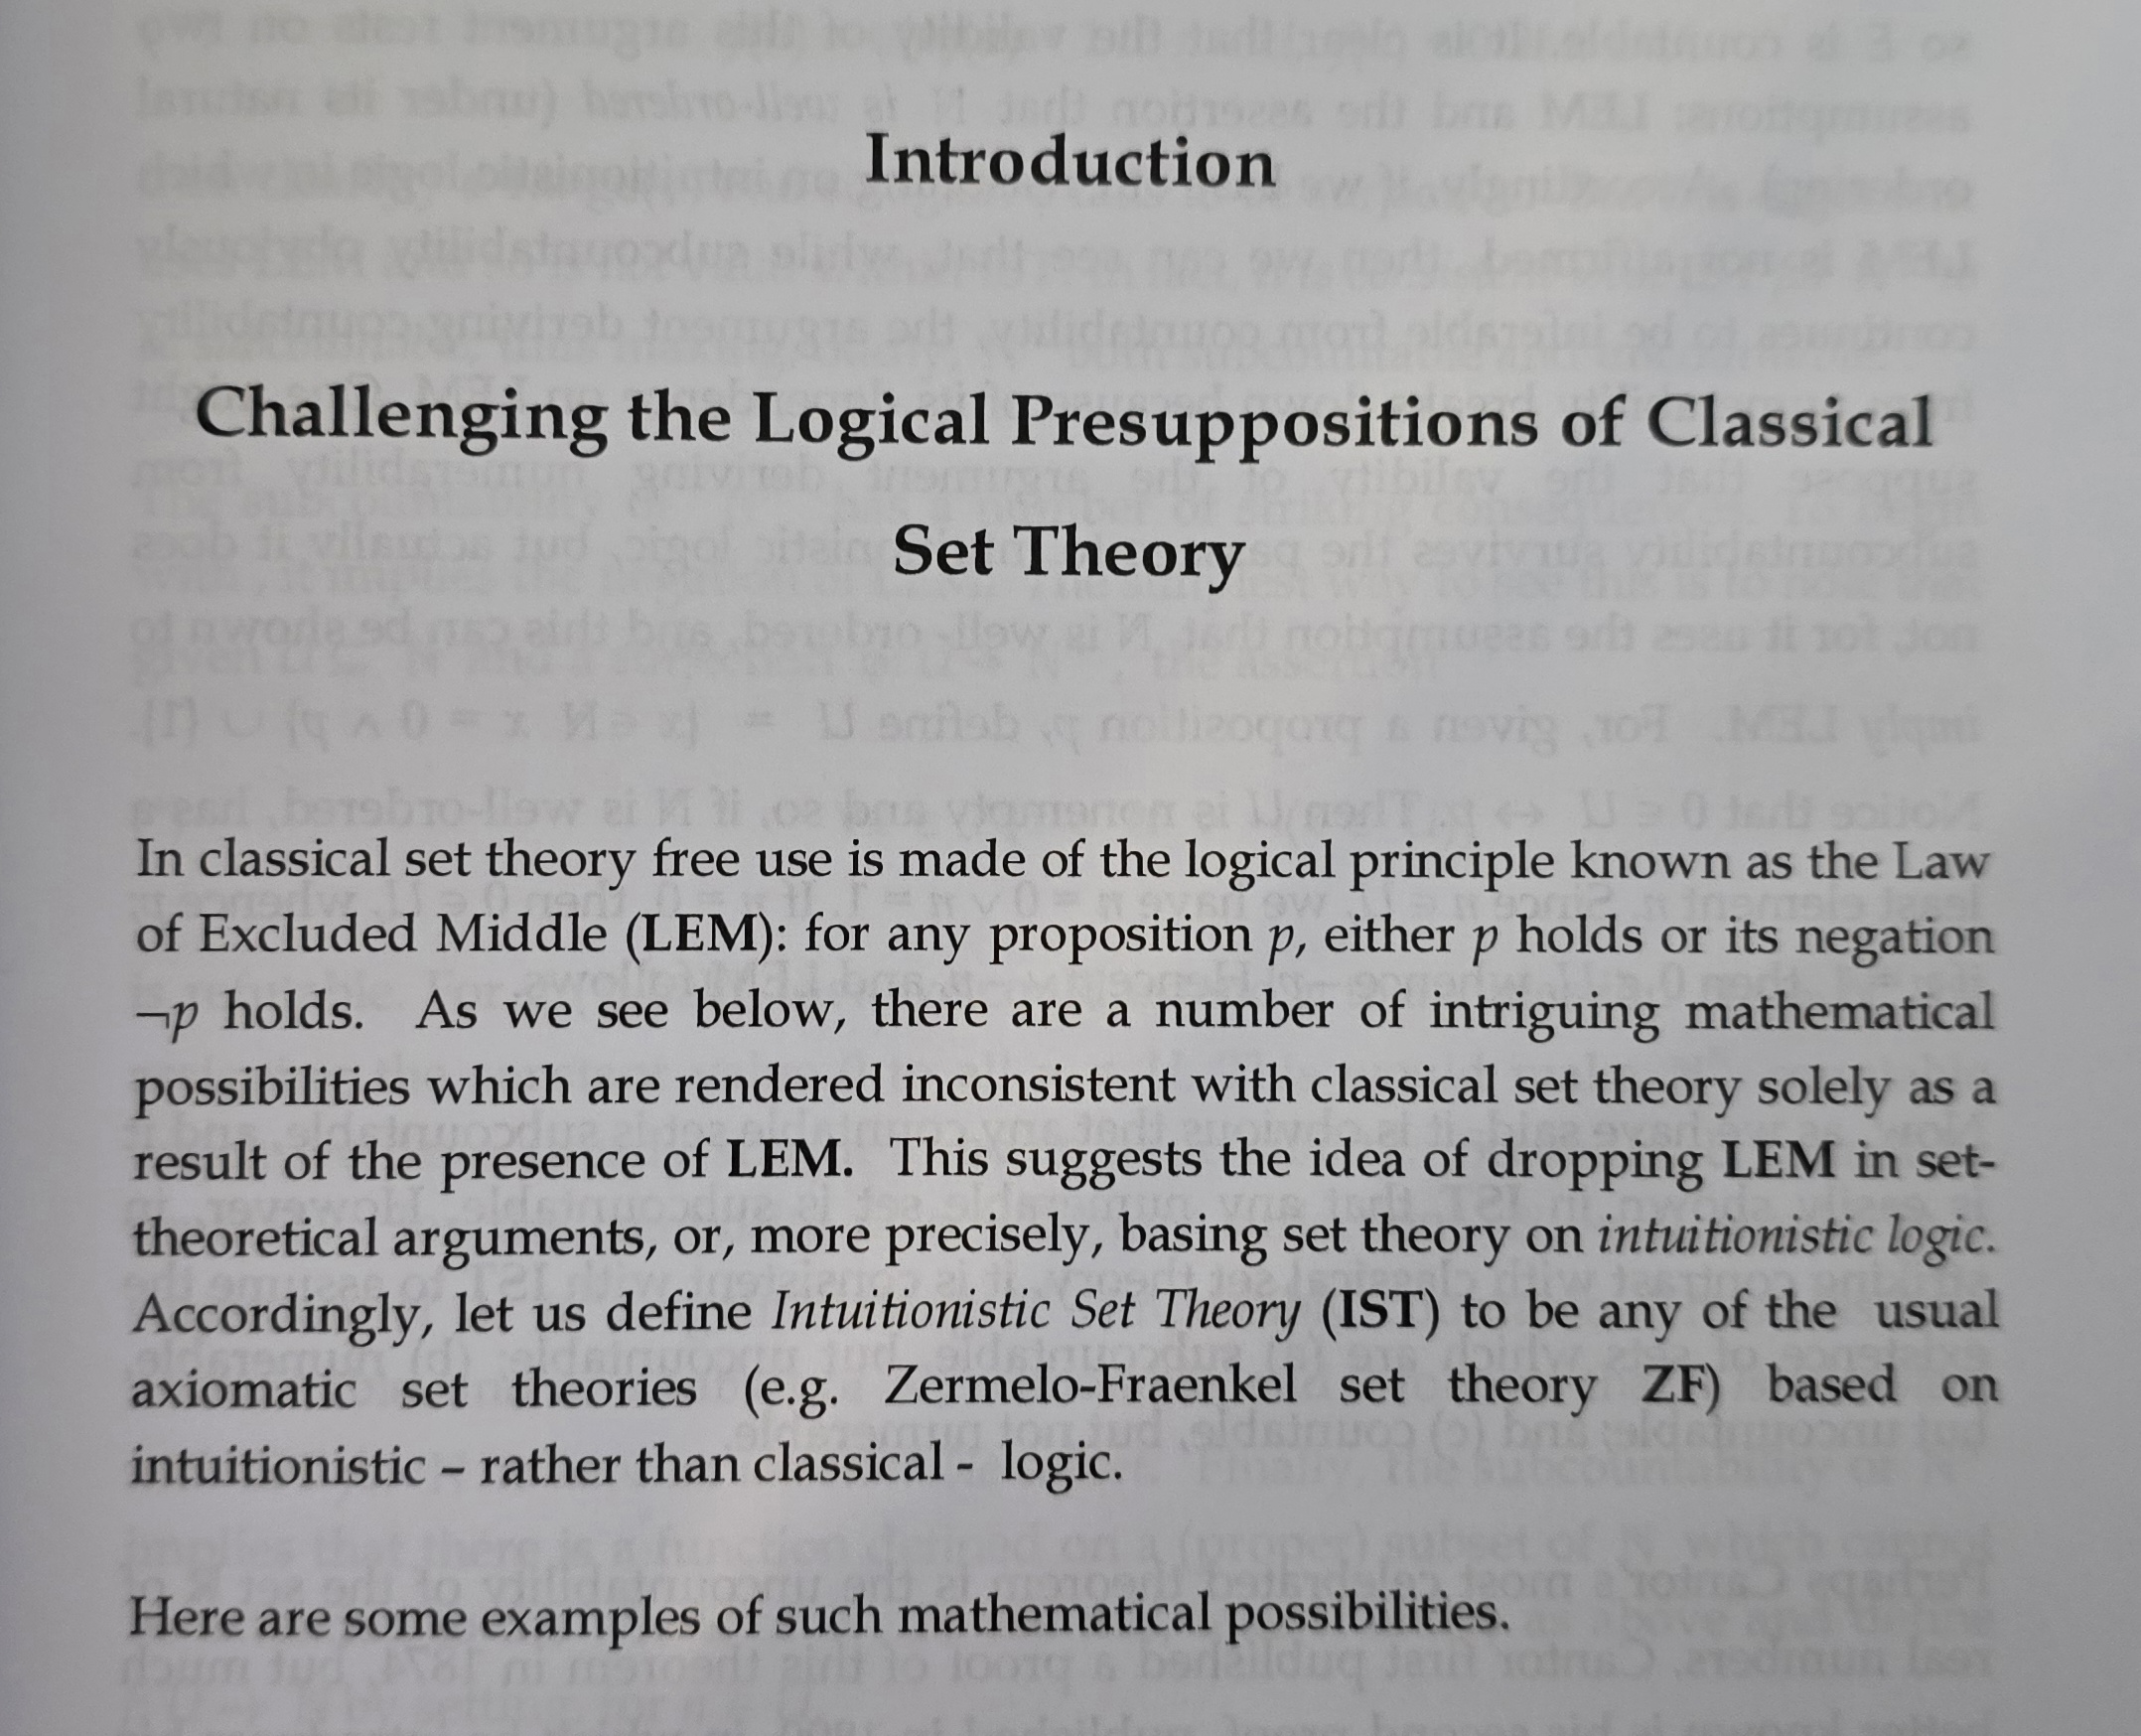 Introduction
Challenging the Logical Presuppositions of Classical
Set Theory
In classical set theory free use is made of the logical principle known as the Law
of Excluded Middle (LEM): for any proposition p, either p holds or its negation
¬p holds. As we see below, there are a number of intriguing mathematical
possibilities which are rendered inconsistent with classical set theory solely as a
result of the presence of LEM. This suggests the idea of dropping LEM in set-
theoretical arguments, or, more precisely, basing set theory on intuitionistic logic.
Accordingly, let us define Intuitionistic Set Theory (IST) to be any of the usual
axiomatic set theories (e.g. Zermelo-Fraenkel set theory ZF) based on
intuitionistic – rather than classical - logic.
Here are some examples of such mathematical possibilities.